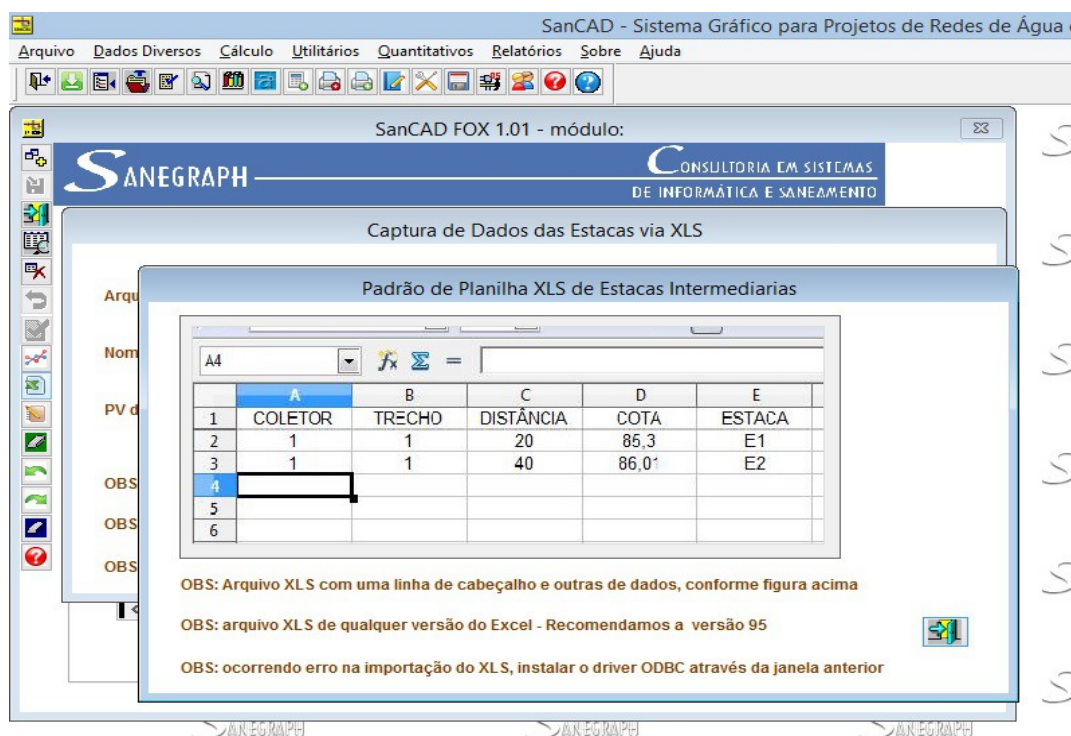 SanCAD - Sistema Gráfico para Projetos de Redes de Água
Arquivo Dados Diversos Cálculo Utilitários Quantitativos Relatórios Sobre Ajuda
SanCAD FOX 1.01 - módulo:
SANEGRAPH
CONSULTORIA EM SISTEMAS
DE INFORMÁTICA E SANEAMENTO
Captura de Dados das Estacas via XLS
Arqu
Nom
PV d
OBS
OBS
OBS
Padrão de Planilha XLS de Estacas Intermediarias
A4 fx Σ =
A B C D E
1 COLETOR TRECHO DISTÂNCIA COTA ESTACA
2 1 1 20 85,3 E1
3 1 1 40 86,01 E2
4
5
6
OBS: Arquivo XLS com uma linha de cabeçalho e outras de dados, conforme figura acima
OBS: arquivo XLS de qualquer versão do Excel - Recomendamos a versão 95
OBS: ocorrendo erro na importação do XLS, instalar o driver ODBC através da janela anterior
SANEGRAPH SANEGRAPH SANEGRAPH